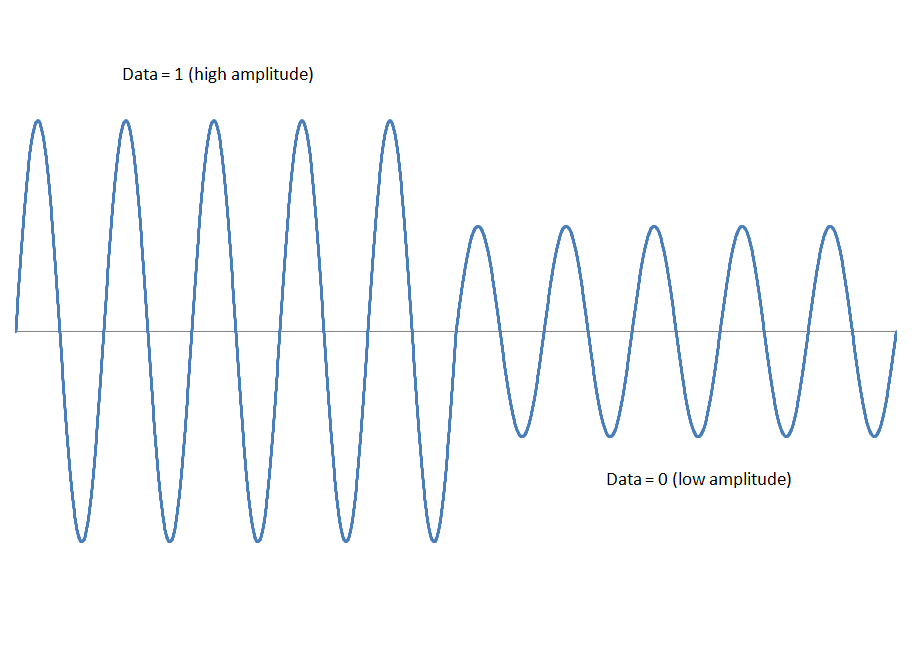 Data = 1 (high amplitude)
Data = 0 (low amplitude)